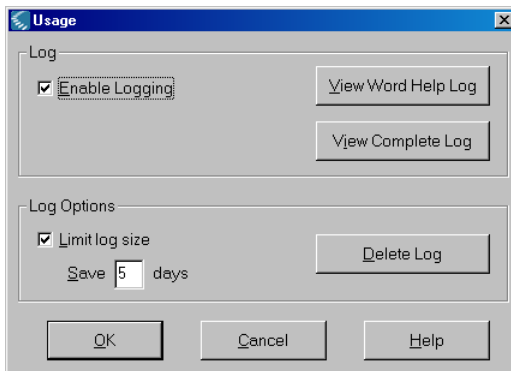 Usage
Log
Enable Logging
View Word Help Log
View Complete Log
Log Options
Limit log size
Save 5 days
Delete Log
OK Cancel Help